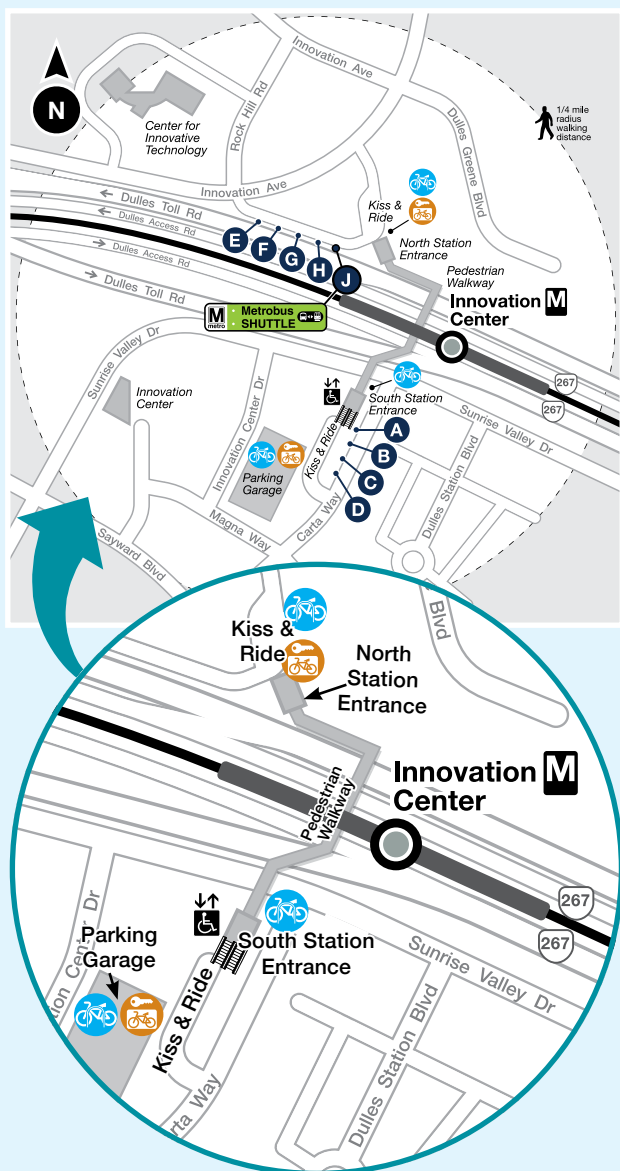 Innovation Ave
N
Rock Hill Rd
Center for
Innovative
Technology
Dulles Greene Blvd
1/4 mile
radius
walking
distance
Innovation Ave
Kiss &
Ride
← Dulles Toll Rd
← Dulles Access Rd
E
F
G
H
J
North Station
Entrance
→ Dulles Access Rd
Pedestrian
Walkway
→ Dulles Toll Rd
M
metro
• Metrobus
• SHUTTLE
Innovation M
Center
Sunrise Valley Dr
267
267
Innovation
Center
Innovation Center Dr
South Station
Entrance
Sunrise Valley Dr
Kiss & Ride
A
B
C
D
Parking
Garage
Dulles Station Blvd
Carta Way
Magna Way
Sayward Blvd
Blvd
Kiss &
Ride
North
Station
Entrance
Innovation M
Center
Pedestrian
Walkway
267
267
Parking
Garage
South Station
Entrance
Sunrise Valley Dr
tion Center Dr
Kiss & Ride
Dulles Station Blvd
arta Way